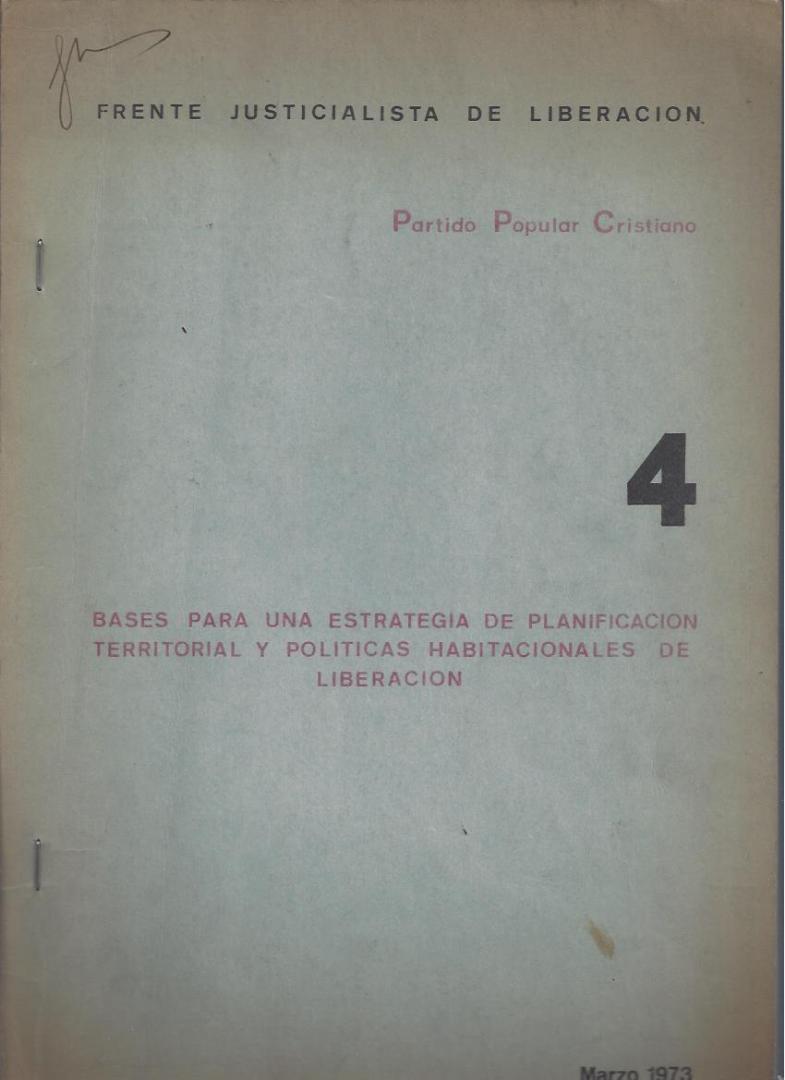 FRENTE JUSTICIALISTA DE LIBERACION.
Partido Popular Cristiano
4
BASES PARA UNA ESTRATEGIA DE PLANIFICACION
TERRITORIAL Y POLITICAS HABITACIONALES DE
LIBERACION
Marzo 1973